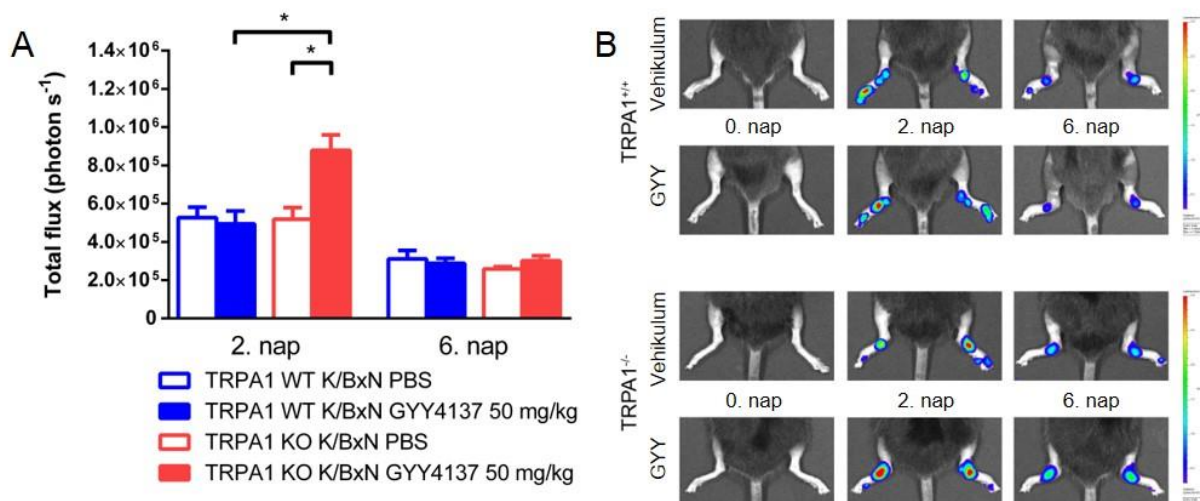 A
B
*
*
Total flux (photon s⁻¹)
1.4×10⁶
1.2×10⁶
1.0×10⁶
8.0×10⁵
6.0×10⁵
4.0×10⁵
2.0×10⁵
0
2. nap
6. nap
TRPA1 WT K/BxN PBS
TRPA1 WT K/BxN GYY4137 50 mg/kg
TRPA1 KO K/BxN PBS
TRPA1 KO K/BxN GYY4137 50 mg/kg
TRPA1⁺/⁺
Vehikulum
0. nap
2. nap
6. nap
GYY
TRPA1⁻/⁻
Vehikulum
0. nap
2. nap
6. nap
GYY